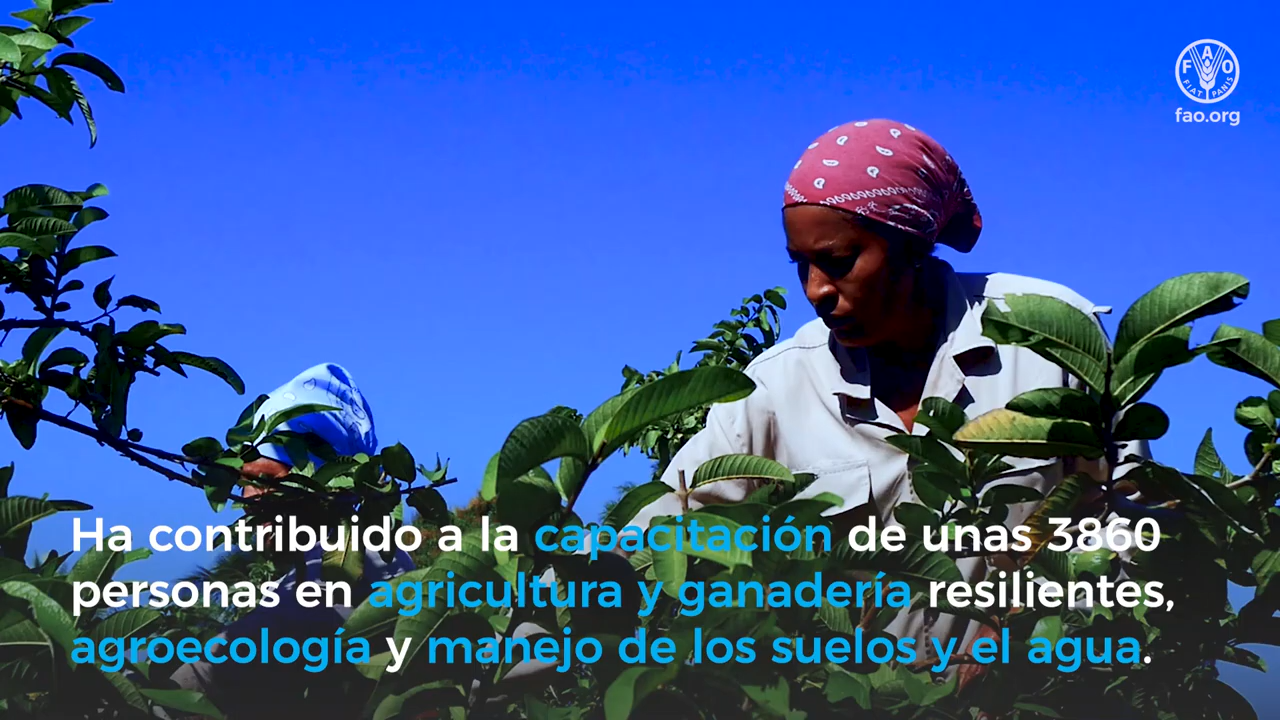 FAO
FIAT PANIS
fao.org
Ha contribuido a la capacitación de unas 3860
personas en agricultura y ganadería resilientes,
agroecología y manejo de los suelos y el agua.